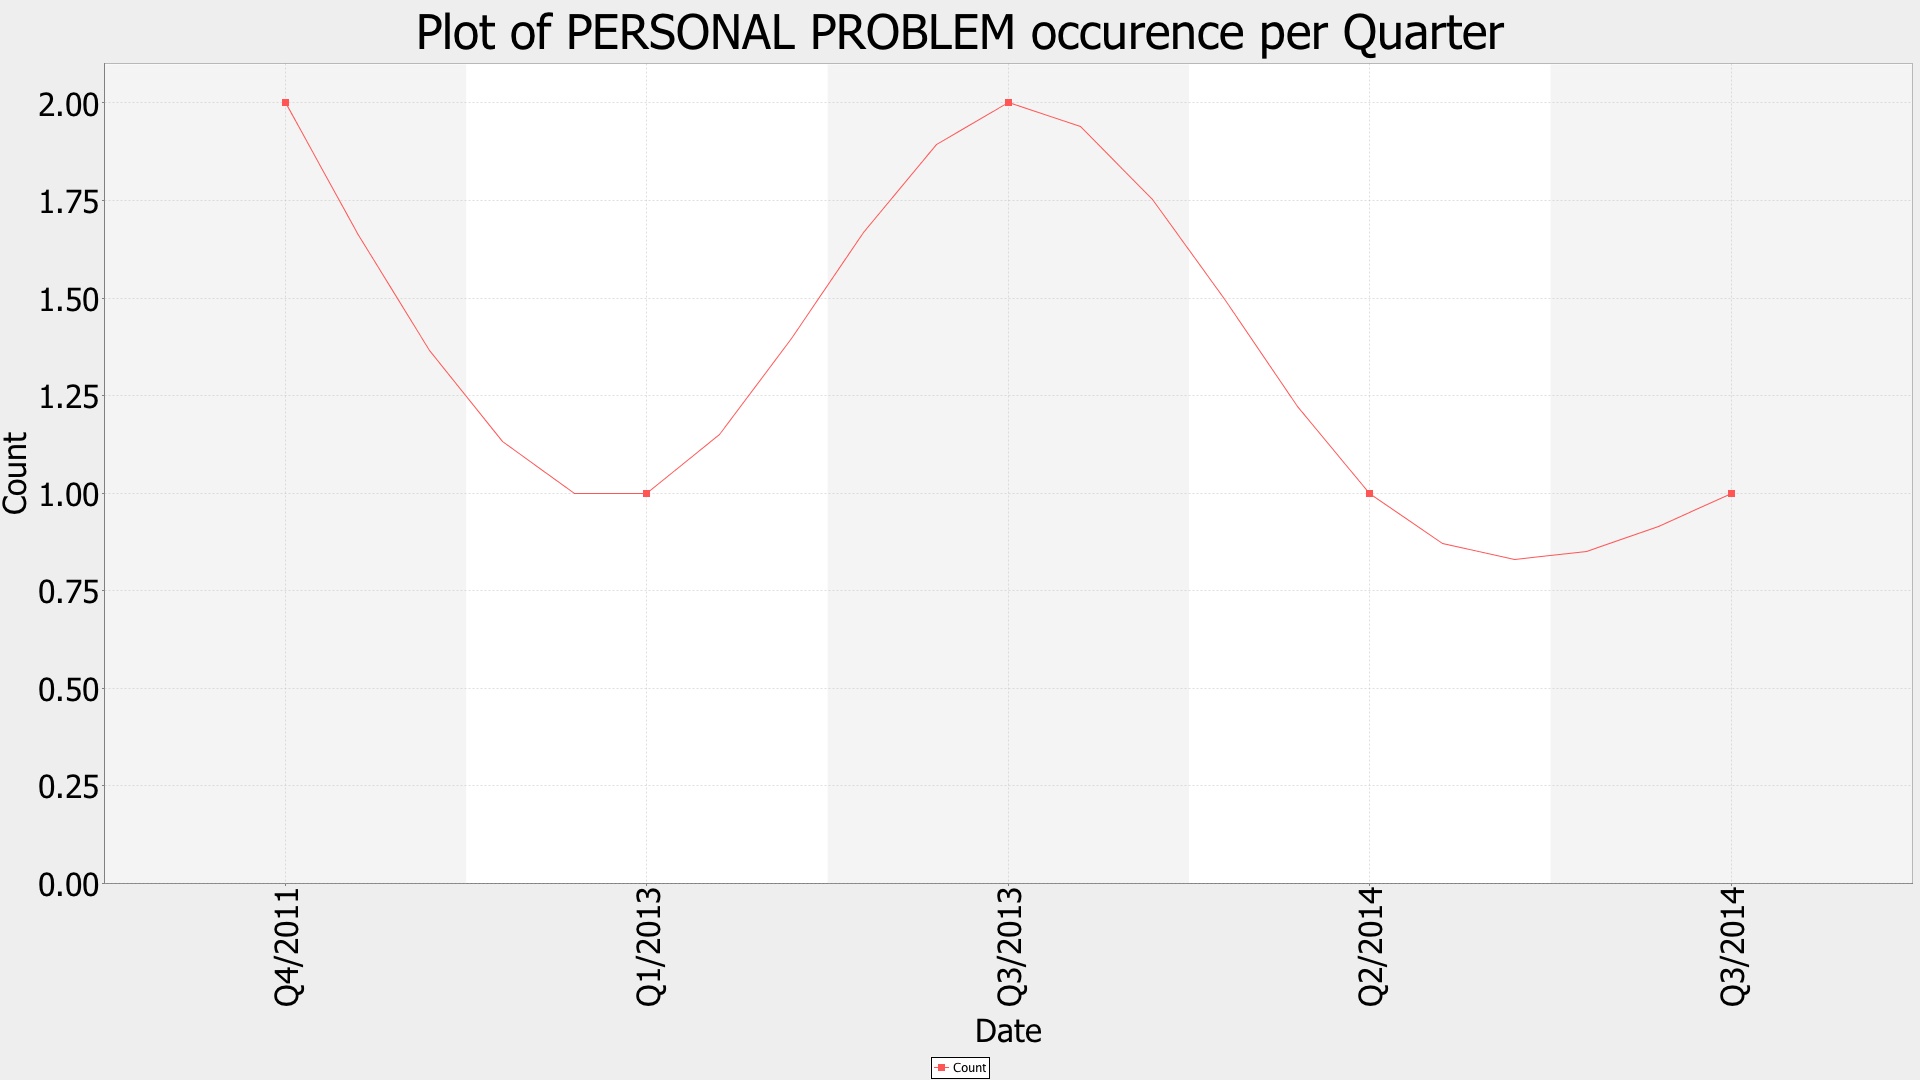 Plot of PERSONAL PROBLEM occurence per Quarter
2.00
1.75
1.50
1.25
1.00
0.75
0.50
0.25
0.00
Count
Q4/2011
Q1/2013
Q3/2013
Q2/2014
Q3/2014
Date
Count